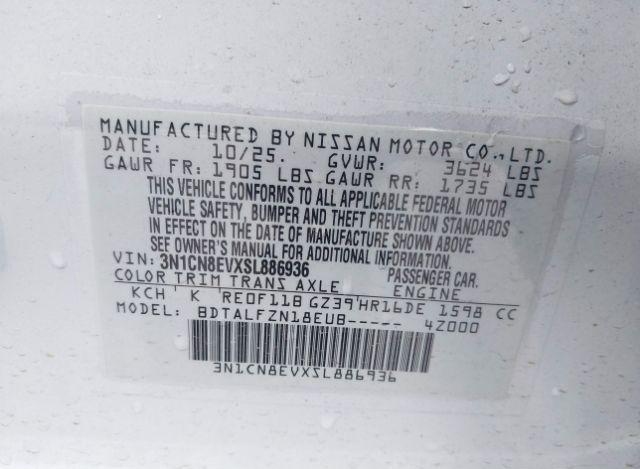 MANUFACTURED BY NISSAN MOTOR CO., LTD.
DATE: 10/25. GVWR: 3624 LBS
GAWR FR: 1905 LBS GAWR RR: 1735 LBS
THIS VEHICLE CONFORMS TO ALL APPLICABLE FEDERAL MOTOR
VEHICLE SAFETY, BUMPER AND THEFT PREVENTION STANDARDS
IN EFFECT ON THE DATE OF MANUFACTURE SHOWN ABOVE.
SEE OWNER'S MANUAL FOR ADDITIONAL INFORMATION.
VIN: 3N1CN8EVXSL886936 PASSENGER CAR.
COLOR TRIM TRANS AXLE ENGINE
KCH ' K 'RE0F11B GZ39'HR16DE 1598 CC
MODEL: BDTALFZN18EUB----- 4Z000
3N1CN8EVXSL886936